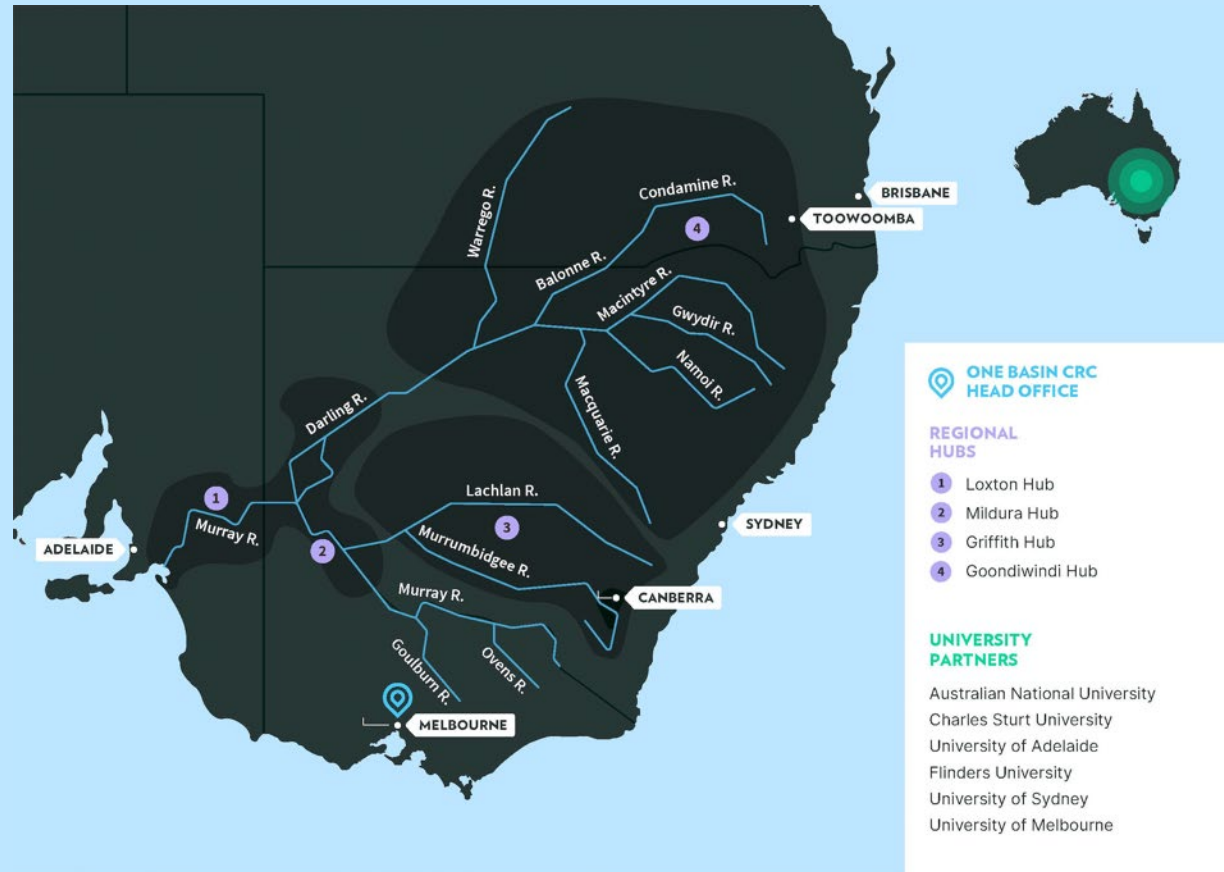 Warrego R.
Condamine R.
BRISBANE
TOOWOOMBA
4
Balonne R.
Macintyre R.
Gwydir R.
Namoi R.
Macquarie R.
Darling R.
1
Murray R.
ADELAIDE
2
Lachlan R.
3
Murrumbidgee R.
SYDNEY
CANBERRA
Murray R.
Goulburn R.
Ovens R.
MELBOURNE
ONE BASIN CRC
HEAD OFFICE
REGIONAL
HUBS
1 Loxton Hub
2 Mildura Hub
3 Griffith Hub
4 Goondiwindi Hub
UNIVERSITY
PARTNERS
Australian National University
Charles Sturt University
University of Adelaide
Flinders University
University of Sydney
University of Melbourne